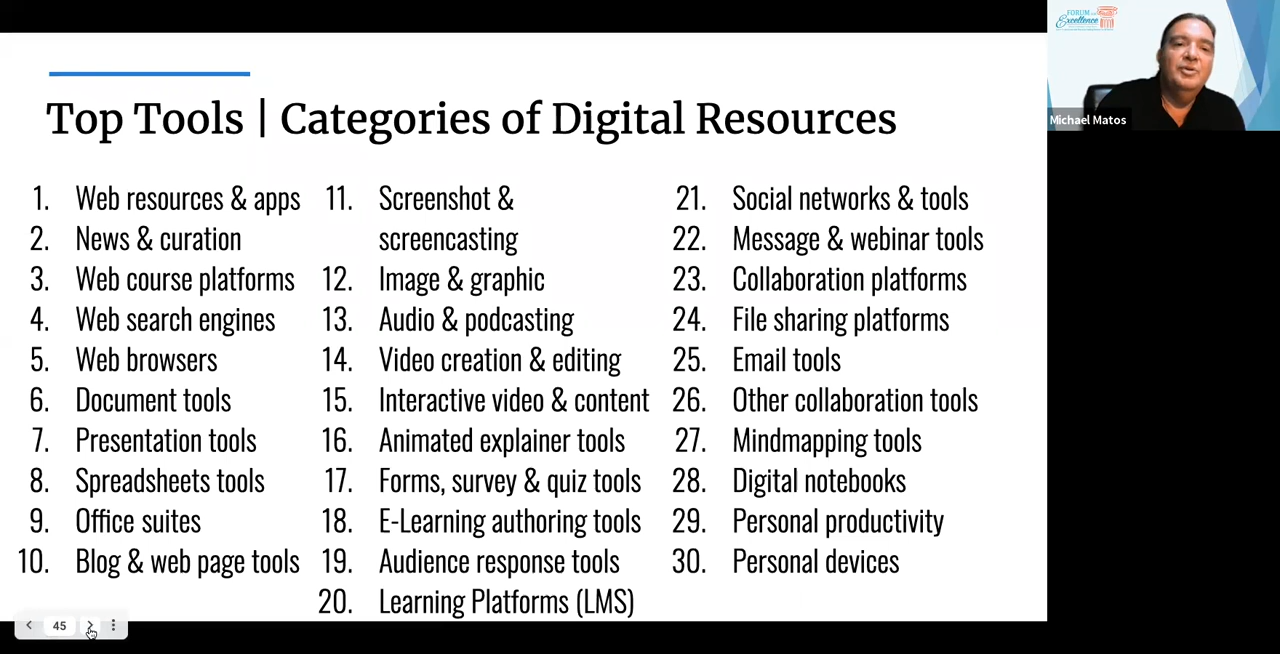 Top Tools | Categories of Digital Resources
1. Web resources & apps
2. News & curation
3. Web course platforms
4. Web search engines
5. Web browsers
6. Document tools
7. Presentation tools
8. Spreadsheets tools
9. Office suites
10. Blog & web page tools
11. Screenshot &
screencasting
12. Image & graphic
13. Audio & podcasting
14. Video creation & editing
15. Interactive video & content
16. Animated explainer tools
17. Forms, survey & quiz tools
18. E-Learning authoring tools
19. Audience response tools
20. Learning Platforms (LMS)
21. Social networks & tools
22. Message & webinar tools
23. Collaboration platforms
24. File sharing platforms
25. Email tools
26. Other collaboration tools
27. Mindmapping tools
28. Digital notebooks
29. Personal productivity
30. Personal devices
45
FORUM
Excellence
Michael Matos